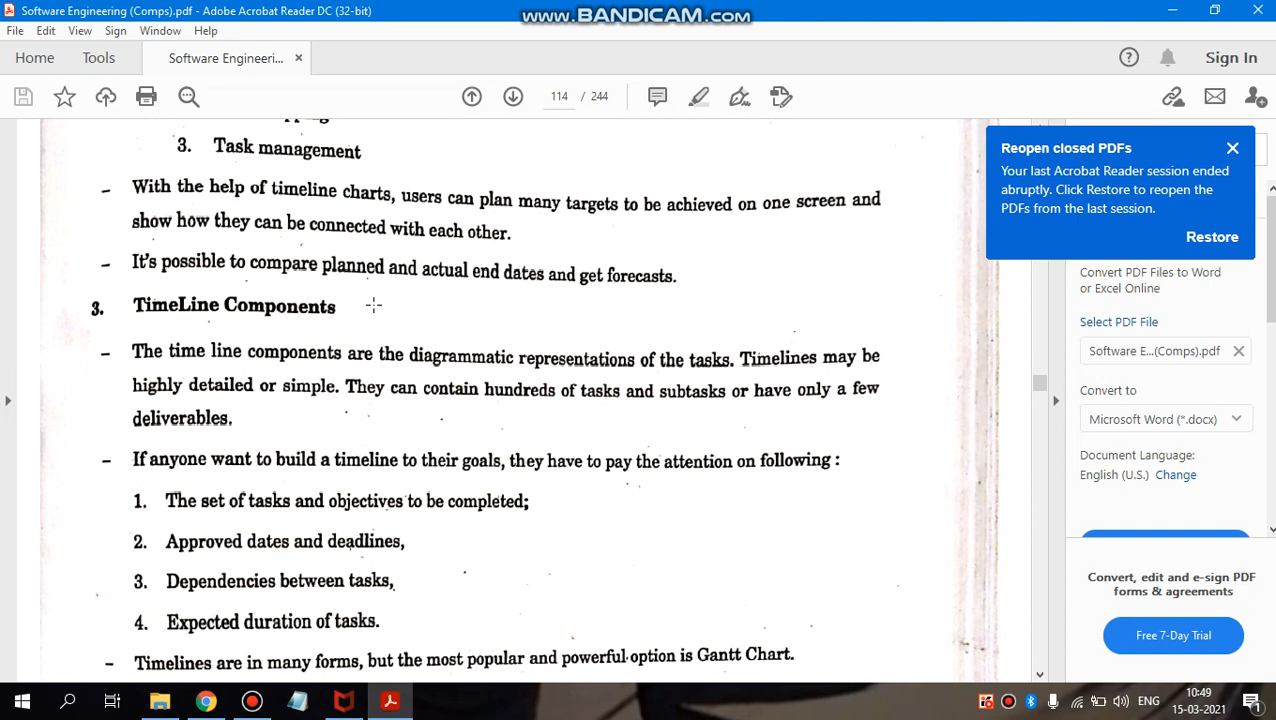 Software Engineering (Comps).pdf - Adobe Acrobat Reader DC (32-bit)
www.BANDICAM.com
File Edit View Sign Window Help
Home Tools Software Engineeri... ×
Sign In
114 / 244
3. Task management
- With the help of timeline charts, users can plan many targets to be achieved on one screen and
show how they can be connected with each other.
- It's possible to compare planned and actual end dates and get forecasts.
3. TimeLine Components
- The time line components are the diagrammatic representations of the tasks. Timelines may be
highly detailed or simple. They can contain hundreds of tasks and subtasks or have only a few
deliverables.
- If anyone want to build a timeline to their goals, they have to pay the attention on following :
1. The set of tasks and objectives to be completed;
2. Approved dates and deadlines,
3. Dependencies between tasks,
4. Expected duration of tasks.
- Timelines are in many forms, but the most popular and powerful option is Gantt Chart.
Reopen closed PDFs
Your last Acrobat Reader session ended
abruptly. Click Restore to reopen the
PDFs from the last session.
Restore
Convert PDF Files to Word
or Excel Online
Select PDF File
Software E...(Comps).pdf
Convert to
Microsoft Word (*.docx)
Document Language:
English (U.S.) Change
Convert, edit and e-sign PDF
forms & agreements
Free 7-Day Trial
ENG
10:49
15-03-2021
1